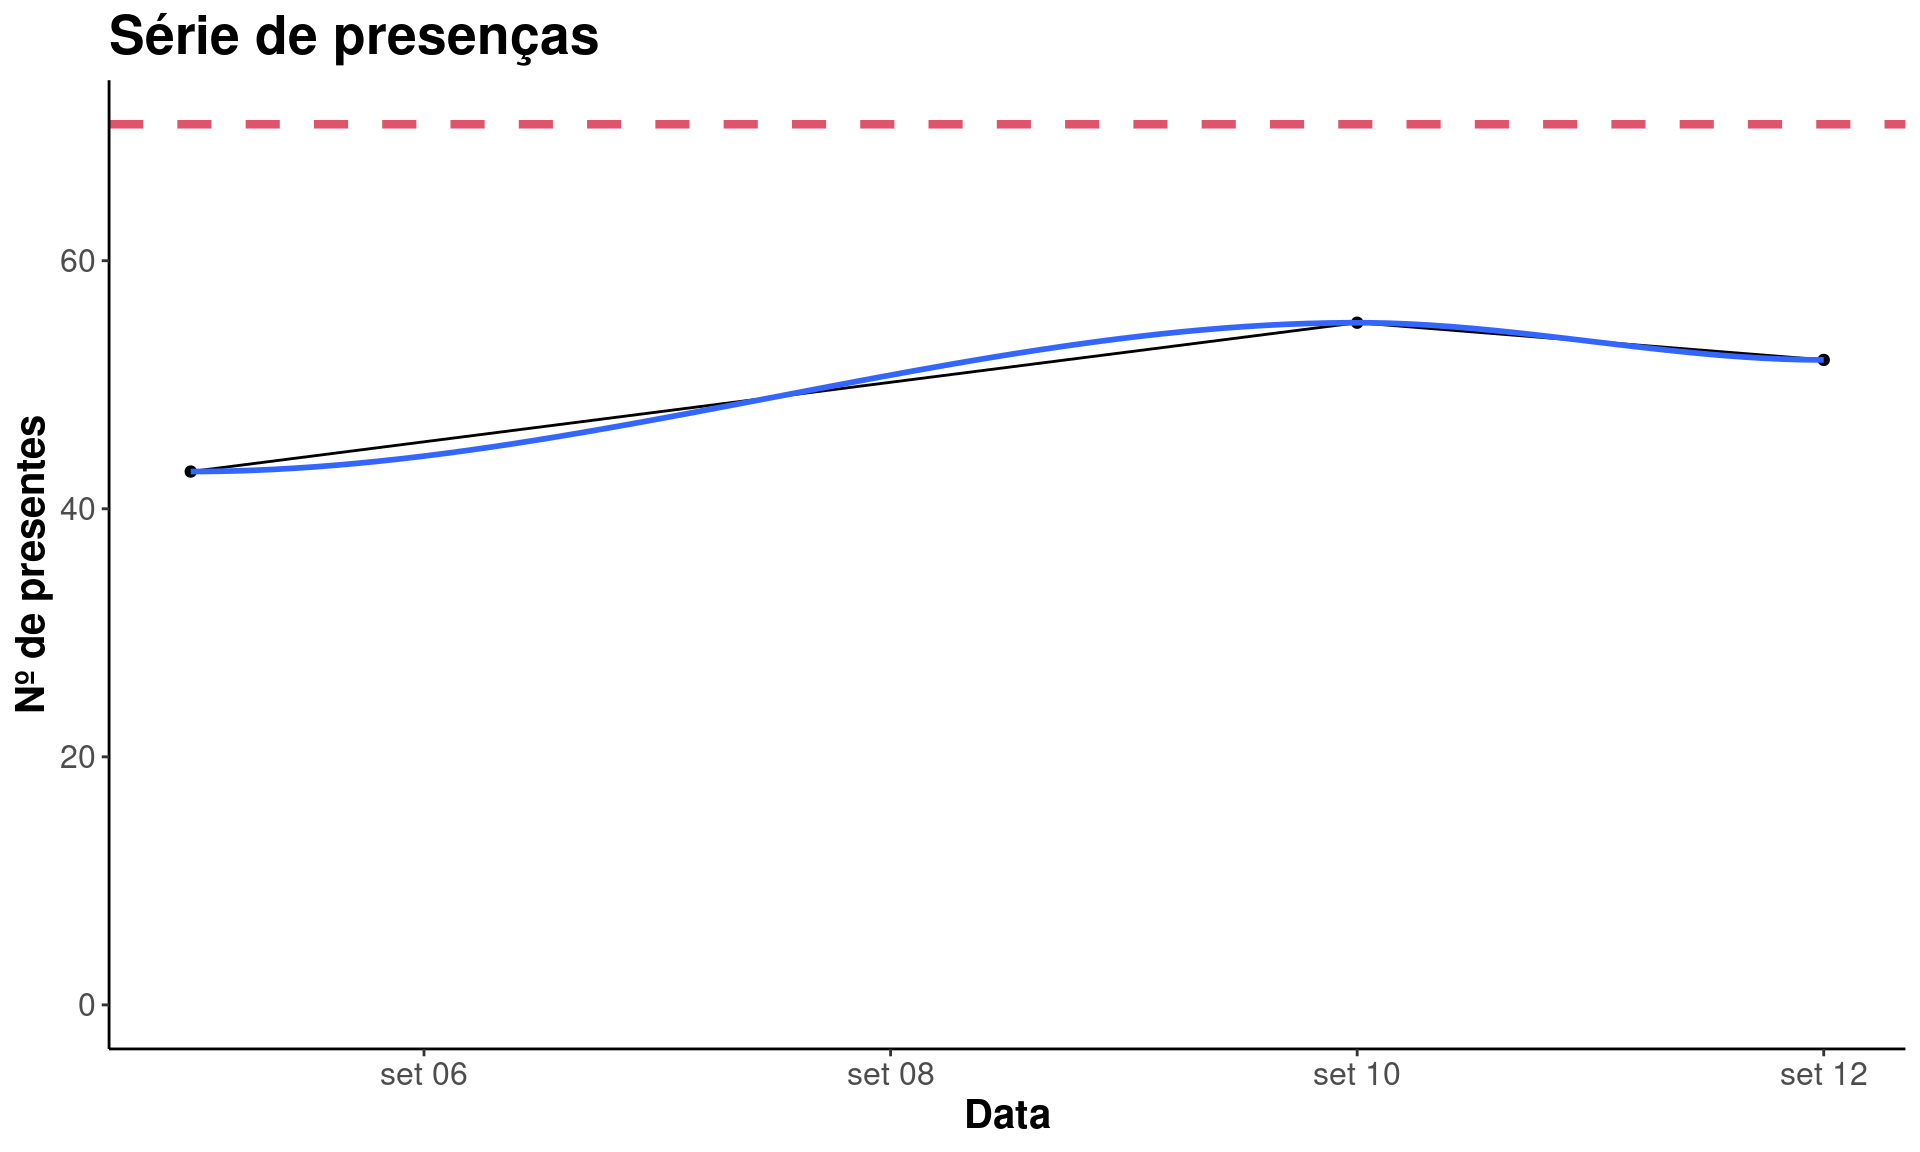 Série de presenças
Nº de presentes
60
40
20
0
set 06
set 08
set 10
set 12
Data